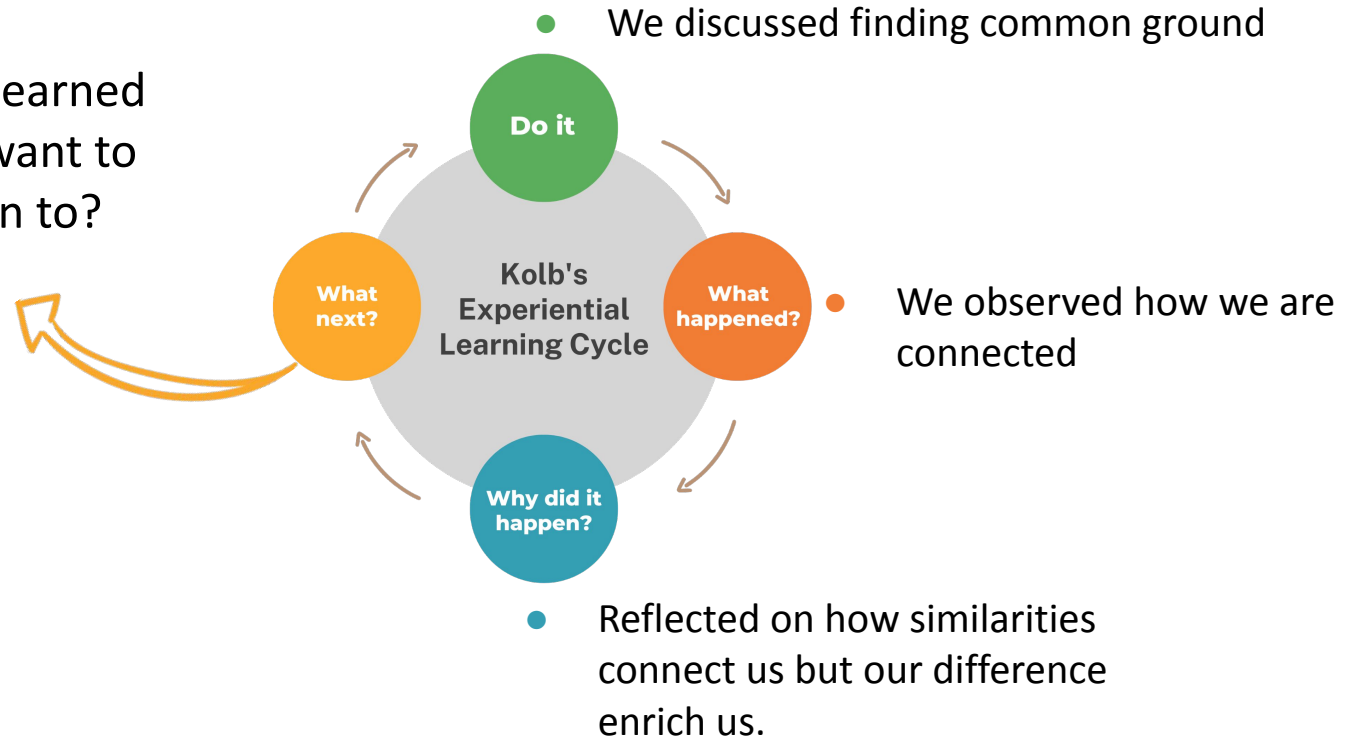 We discussed finding common ground
earned
want to
n to?
Do it
Kolb's
Experiential
Learning Cycle
What
next?
What
happened?
We observed how we are
connected
Why did it
happen?
Reflected on how similarities
connect us but our difference
enrich us.